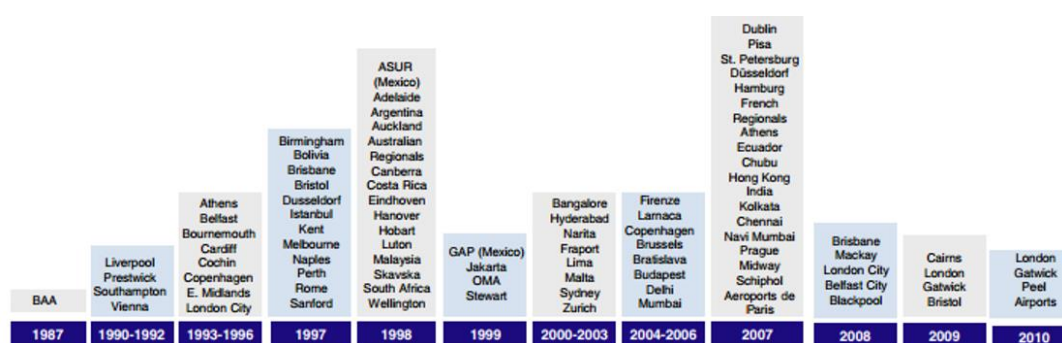 BAA
1987
Liverpool
Prestwick
Southampton
Vienna
1990-1992
Athens
Belfast
Bournemouth
Cardiff
Cochin
Copenhagen
E. Midlands
London City
1993-1996
Birmingham
Bolivia
Brisbane
Bristol
Dusseldorf
Istanbul
Kent
Melbourne
Naples
Perth
Rome
Sanford
1997
ASUR
(Mexico)
Adelaide
Argentina
Auckland
Australian
Regionals
Canberra
Costa Rica
Eindhoven
Hanover
Hobart
Luton
Malaysia
Skavska
South Africa
Wellington
1998
GAP (Mexico)
Jakarta
OMA
Stewart
1999
Bangalore
Hyderabad
Narita
Fraport
Lima
Malta
Sydney
Zurich
2000-2003
Firenze
Larnaca
Copenhagen
Brussels
Bratislava
Budapest
Delhi
Mumbai
2004-2006
Dublin
Pisa
St. Petersburg
Düsseldorf
Hamburg
French
Regionals
Athens
Ecuador
Chubu
Hong Kong
India
Kolkata
Chennai
Navi Mumbai
Prague
Midway
Schiphol
Aeroports de
Paris
2007
Brisbane
Mackay
London City
Belfast City
Blackpool
2008
Cairns
London
Gatwick
Bristol
2009
London
Gatwick
Peel
Airports
2010